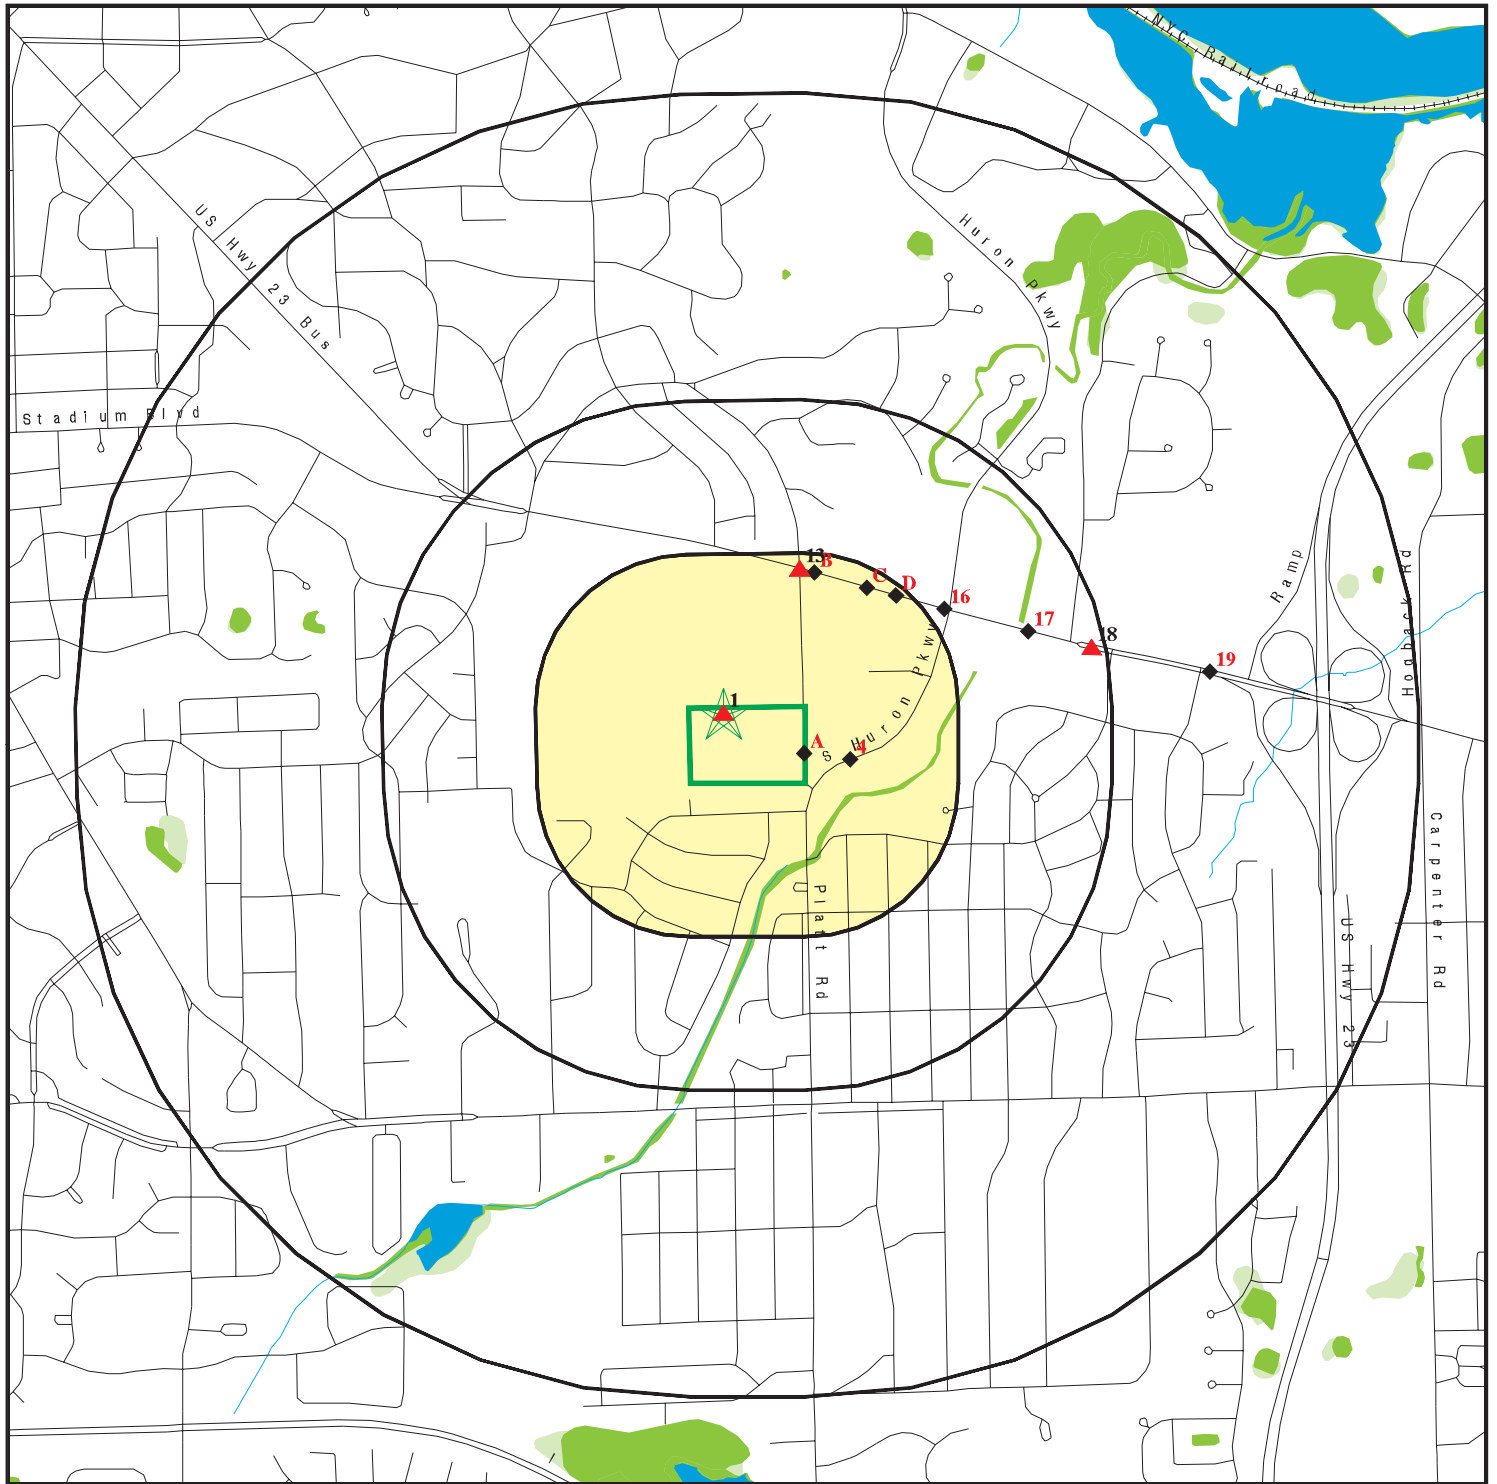 NYC Railroad
US Hwy 23 Bus
Huron Pkwy
Stadium Blvd
13
B
C
D
16
17
18
19
Ramp
Hogback Rd
1
A
4
S Huron Pkwy
Platt Rd
US Hwy 23
Carpenter Rd